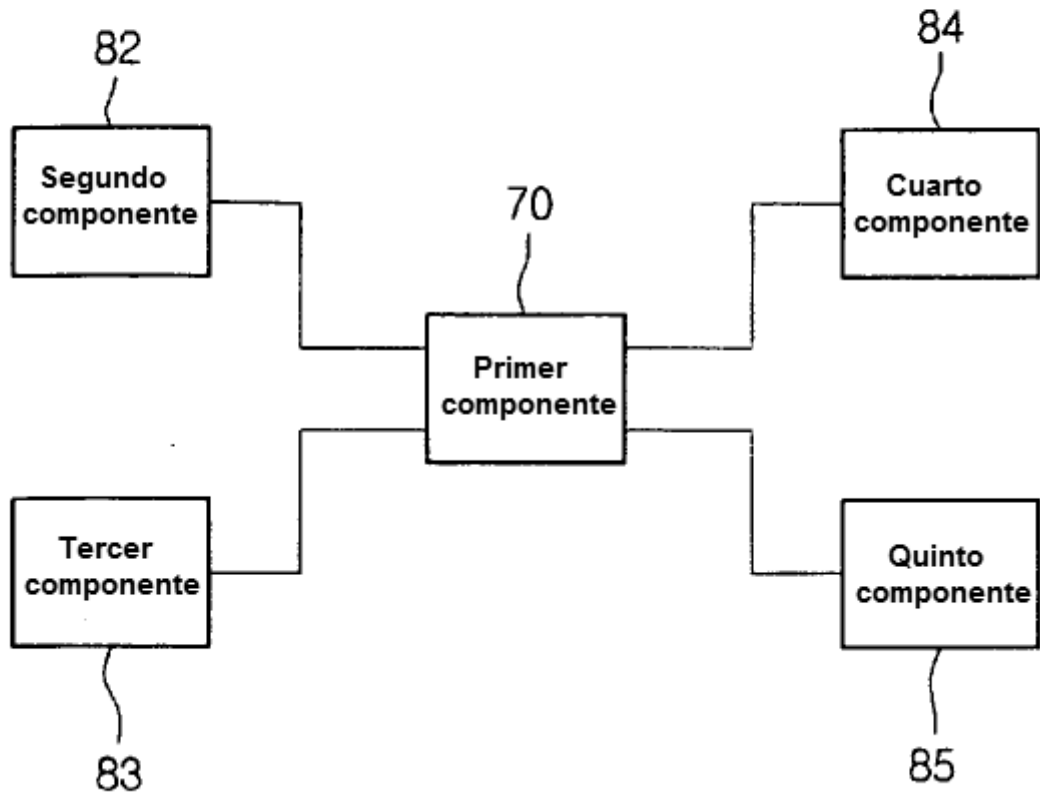 82
84
Segundo
componente
Cuarto
componente
70
Primer
componente
Tercer
componente
Quinto
componente
83
85